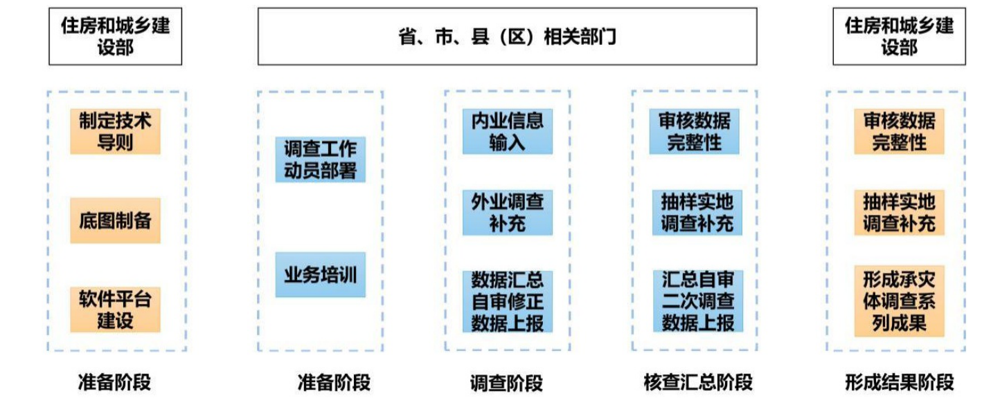 住房和城乡建
设部
省、市、县（区）相关部门
住房和城乡建
设部
制定技术
导则
底图制备
软件平台
建设
准备阶段
调查工作
动员部署
业务培训
准备阶段
内业信息
输入
外业调查
补充
数据汇总
自审修正
数据上报
调查阶段
审核数据
完整性
抽样实地
调查补充
汇总自审
二次调查
数据上报
核查汇总阶段
审核数据
完整性
抽样实地
调查补充
形成承灾
体调查系
列成果
形成结果阶段